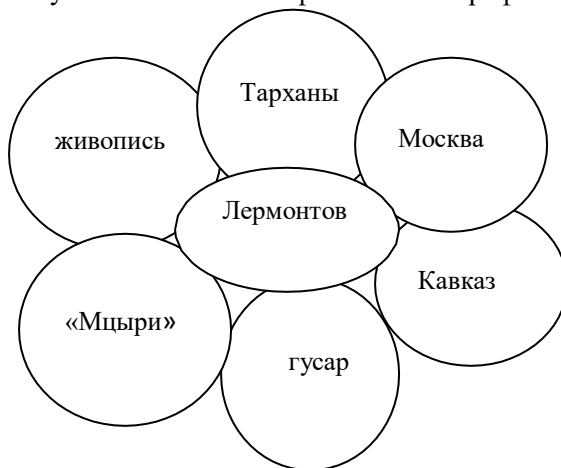 Тарханы
живопись
Москва
Лермонтов
Кавказ
«Мцыри»
гусар